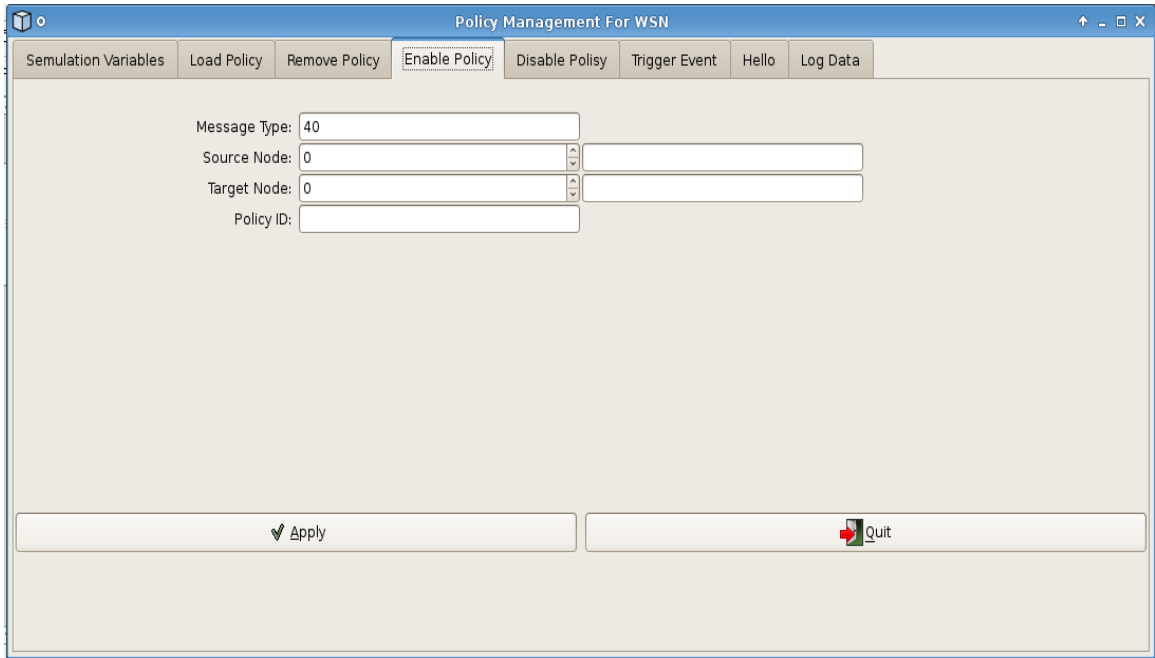 Policy Management For WSN
Semulation Variables Load Policy Remove Policy Enable Policy Disable Polisy Trigger Event Hello Log Data
Message Type: 40
Source Node: 0
Target Node: 0
Policy ID:
Apply Quit